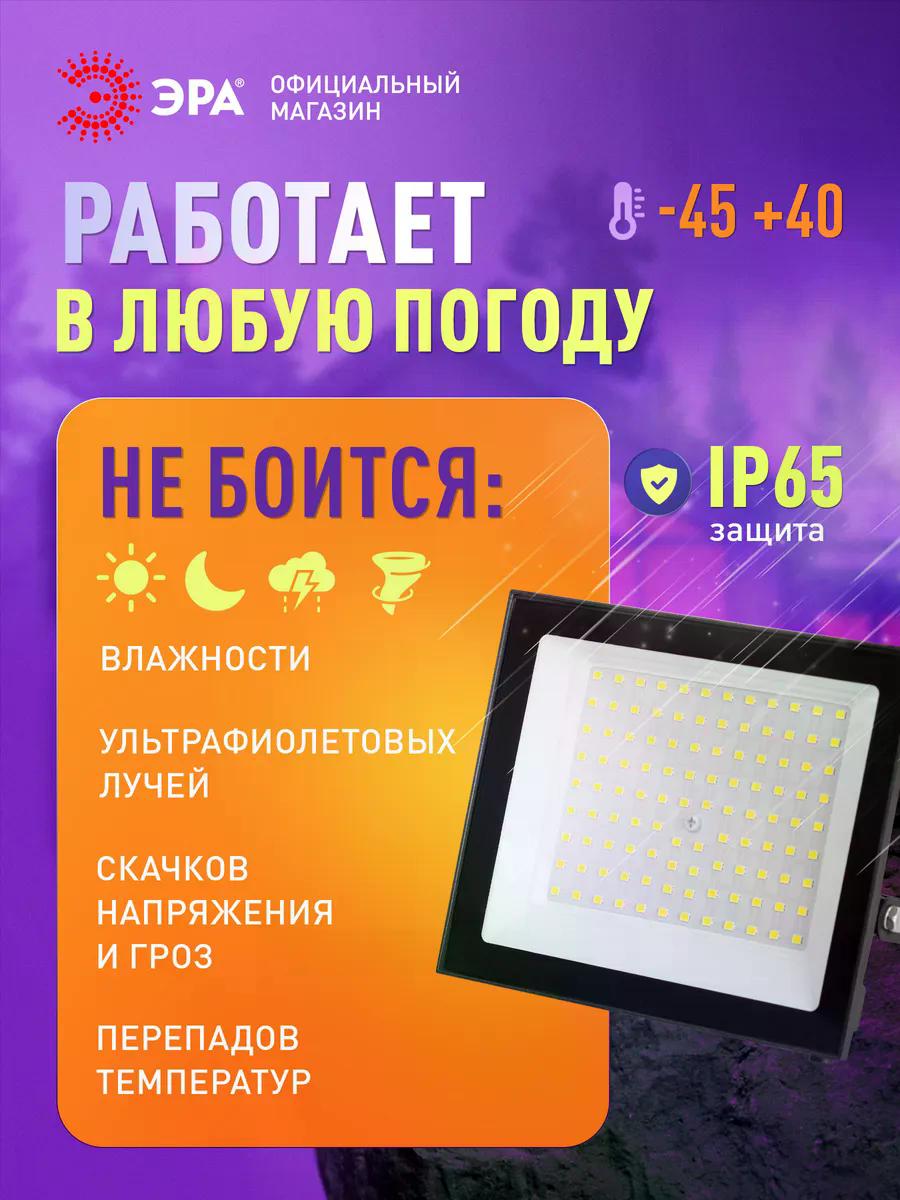 ЭРА®
ОФИЦИАЛЬНЫЙ
МАГАЗИН
РАБОТАЕТ
В ЛЮБУЮ ПОГОДУ
-45 +40
НЕ БОИТСЯ:
IP65
защита
ВЛАЖНОСТИ
УЛЬТРАФИОЛЕТОВЫХ
ЛУЧЕЙ
СКАЧКОВ
НАПРЯЖЕНИЯ
И ГРОЗ
ПЕРЕПАДОВ
ТЕМПЕРАТУР